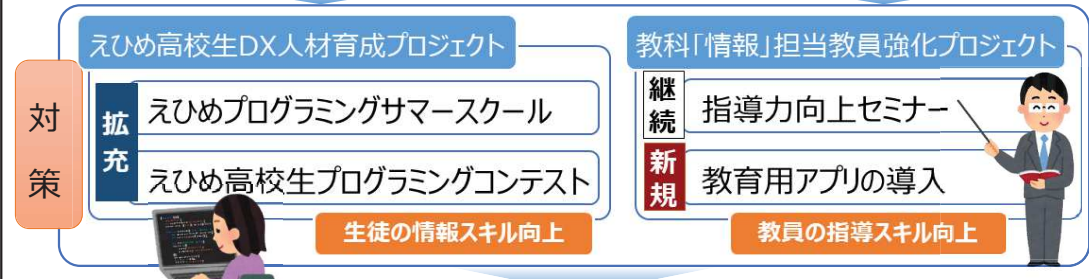 対策
えひめ高校生DX人材育成プロジェクト
拡充
えひめプログラミングサマースクール
えひめ高校生プログラミングコンテスト
生徒の情報スキル向上
教科「情報」担当教員強化プロジェクト
継続
指導力向上セミナー
新規
教育用アプリの導入
教員の指導スキル向上